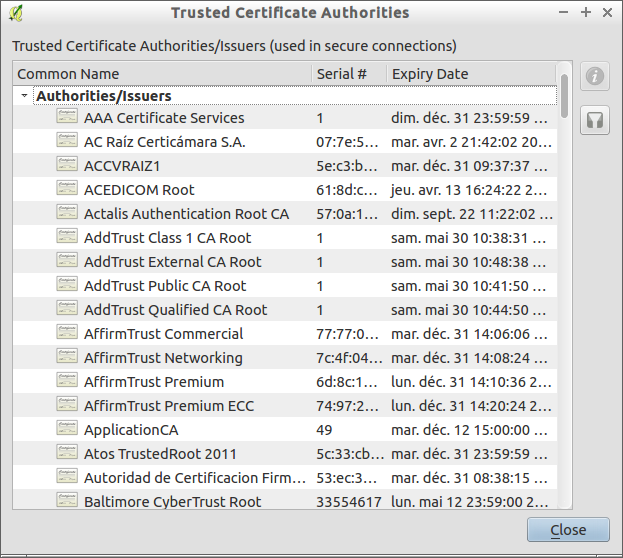 Trusted Certificate Authorities
Trusted Certificate Authorities/Issuers (used in secure connections)
Common Name Serial # Expiry Date
Authorities/Issuers
AAA Certificate Services 1 dim. déc. 31 23:59:59 ...
AC Raíz Certicámara S.A. 07:7e:5... mar. avr. 2 21:42:02 20...
ACCVRAIZ1 5e:c3:b... mar. déc. 31 09:37:37 ...
ACEDICOM Root 61:8d:c... jeu. avr. 13 16:24:22 2...
Actalis Authentication Root CA 57:0a:1... dim. sept. 22 11:22:02 ...
AddTrust Class 1 CA Root 1 sam. mai 30 10:38:31 ...
AddTrust External CA Root 1 sam. mai 30 10:48:38 ...
AddTrust Public CA Root 1 sam. mai 30 10:41:50 ...
AddTrust Qualified CA Root 1 sam. mai 30 10:44:50 ...
AffirmTrust Commercial 77:77:0... mar. déc. 31 14:06:06 ...
AffirmTrust Networking 7c:4f:04... mar. déc. 31 14:08:24 ...
AffirmTrust Premium 6d:8c:1... lun. déc. 31 14:10:36 2...
AffirmTrust Premium ECC 74:97:2... lun. déc. 31 14:20:24 2...
ApplicationCA 49 mar. déc. 12 15:00:00 ...
Atos TrustedRoot 2011 5c:33:cb... mar. déc. 31 23:59:59 ...
Autoridad de Certificacion Firm... 53:ec:3... mar. déc. 31 08:38:15 ...
Baltimore CyberTrust Root 33554617 lun. mai 12 23:59:00 2...
Close